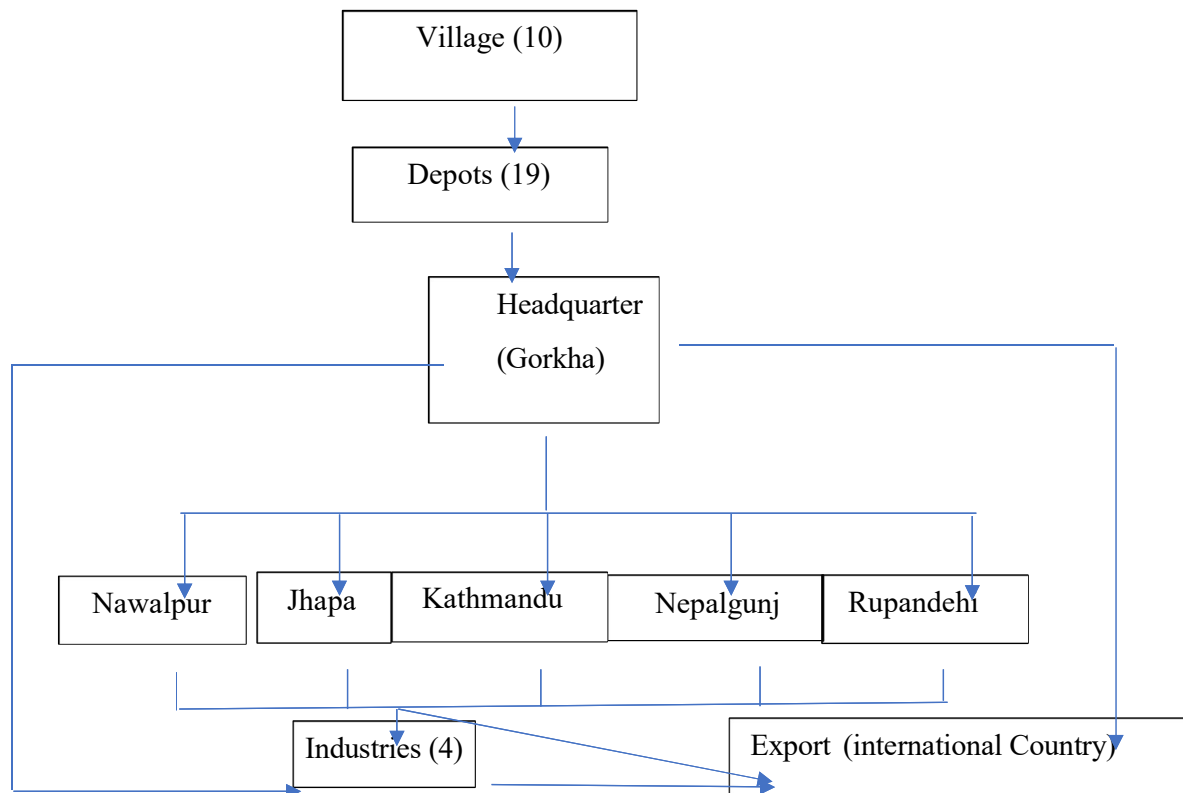 Village (10)
Depots (19)
Headquarter
(Gorkha)
Nawalpur
Jhapa
Kathmandu
Nepalgunj
Rupandehi
Industries (4)
Export (international Country)